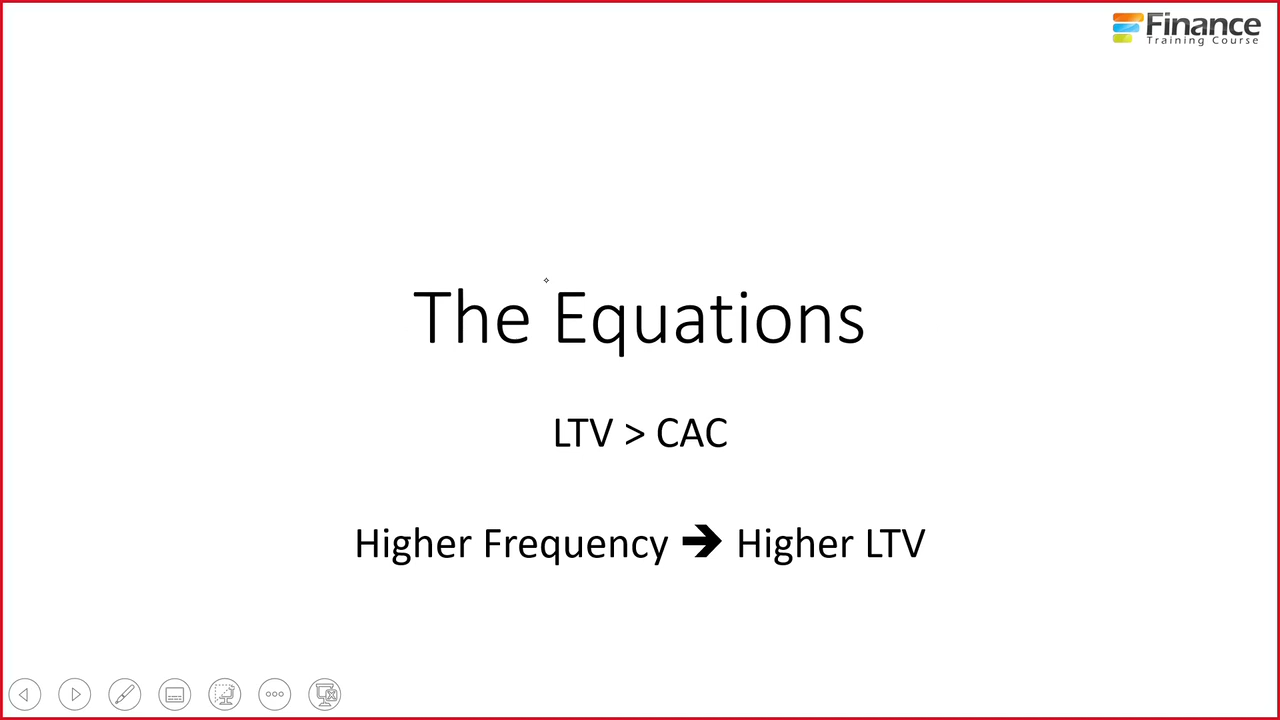 Finance
Training Course
The Equations
LTV > CAC
Higher Frequency 🡺 Higher LTV